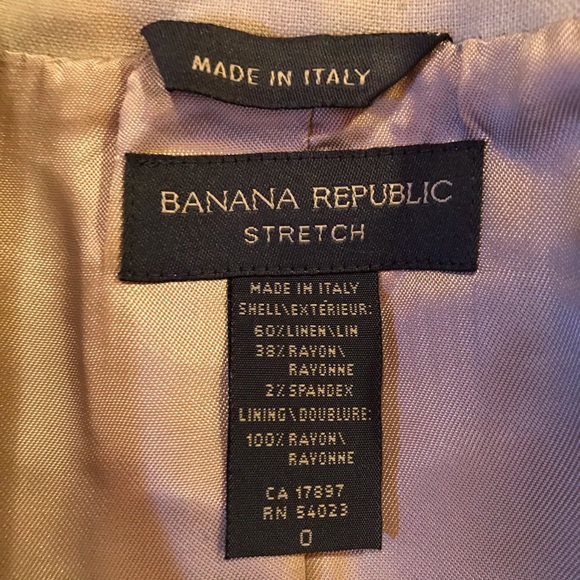 MADE IN ITALY
BANANA REPUBLIC
STRETCH
MADE IN ITALY
SHELL\EXTÉRIEUR:
60%LINEN\LIN
38%RAYON\
RAYONNE
2%SPANDEX
LINING\DOUBLURE:
100%RAYON\
RAYONNE
CA 17897
RN 54023
0